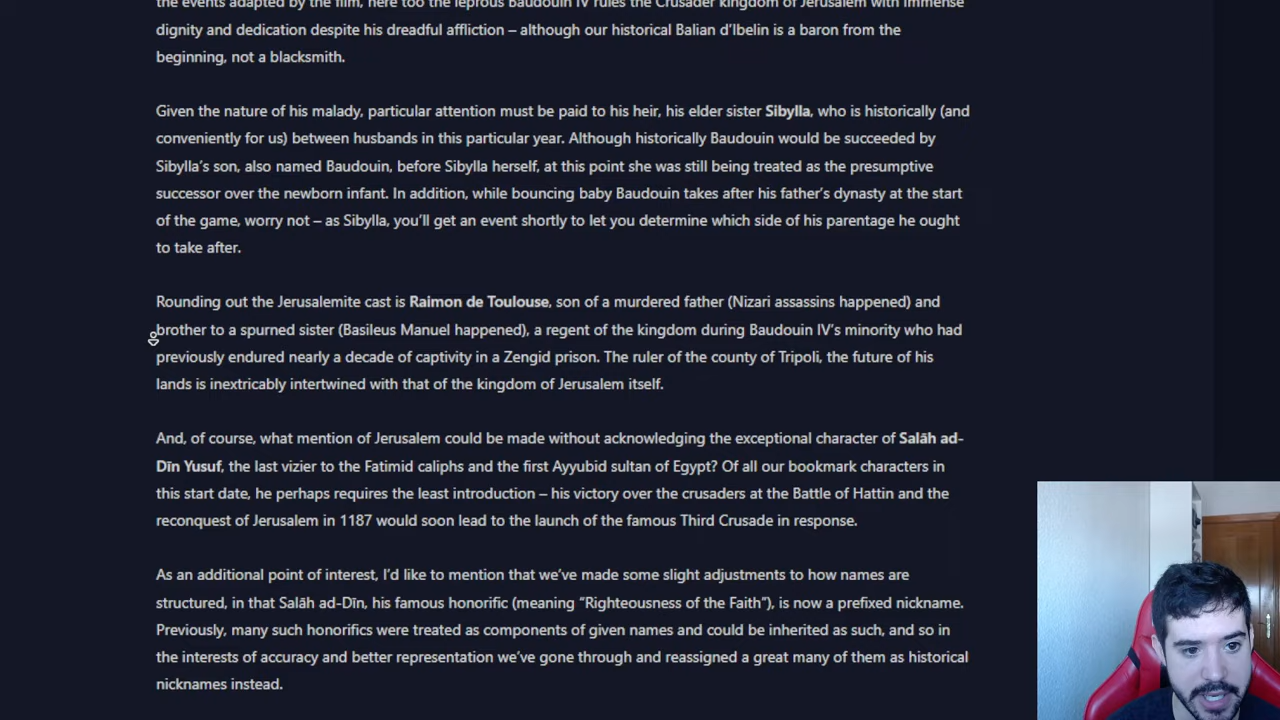 the events adapted by the film, here too the leprous Baudouin IV rules the Crusader kingdom of Jerusalem with immense
dignity and dedication despite his dreadful affliction – although our historical Balian d'Ibelin is a baron from the
beginning, not a blacksmith.
Given the nature of his malady, particular attention must be paid to his heir, his elder sister Sibylla, who is historically (and
conveniently for us) between husbands in this particular year. Although historically Baudouin would be succeeded by
Sibylla's son, also named Baudouin, before Sibylla herself, at this point she was still being treated as the presumptive
successor over the newborn infant. In addition, while bouncing baby Baudouin takes after his father's dynasty at the start
of the game, worry not – as Sibylla, you'll get an event shortly to let you determine which side of his parentage he ought
to take after.
Rounding out the Jerusalemite cast is Raimon de Toulouse, son of a murdered father (Nizari assassins happened) and
brother to a spurned sister (Basileus Manuel happened), a regent of the kingdom during Baudouin IV's minority who had
previously endured nearly a decade of captivity in a Zengid prison. The ruler of the county of Tripoli, the future of his
lands is inextricably intertwined with that of the kingdom of Jerusalem itself.
And, of course, what mention of Jerusalem could be made without acknowledging the exceptional character of Salāh ad-
Dīn Yusuf, the last vizier to the Fatimid caliphs and the first Ayyubid sultan of Egypt? Of all our bookmark characters in
this start date, he perhaps requires the least introduction – his victory over the crusaders at the Battle of Hattin and the
reconquest of Jerusalem in 1187 would soon lead to the launch of the famous Third Crusade in response.
As an additional point of interest, I'd like to mention that we've made some slight adjustments to how names are
structured, in that Salāh ad-Dīn, his famous honorific (meaning "Righteousness of the Faith"), is now a prefixed nickname.
Previously, many such honorifics were treated as components of given names and could be inherited as such, and so in
the interests of accuracy and better representation we've gone through and reassigned a great many of them as historical
nicknames instead.